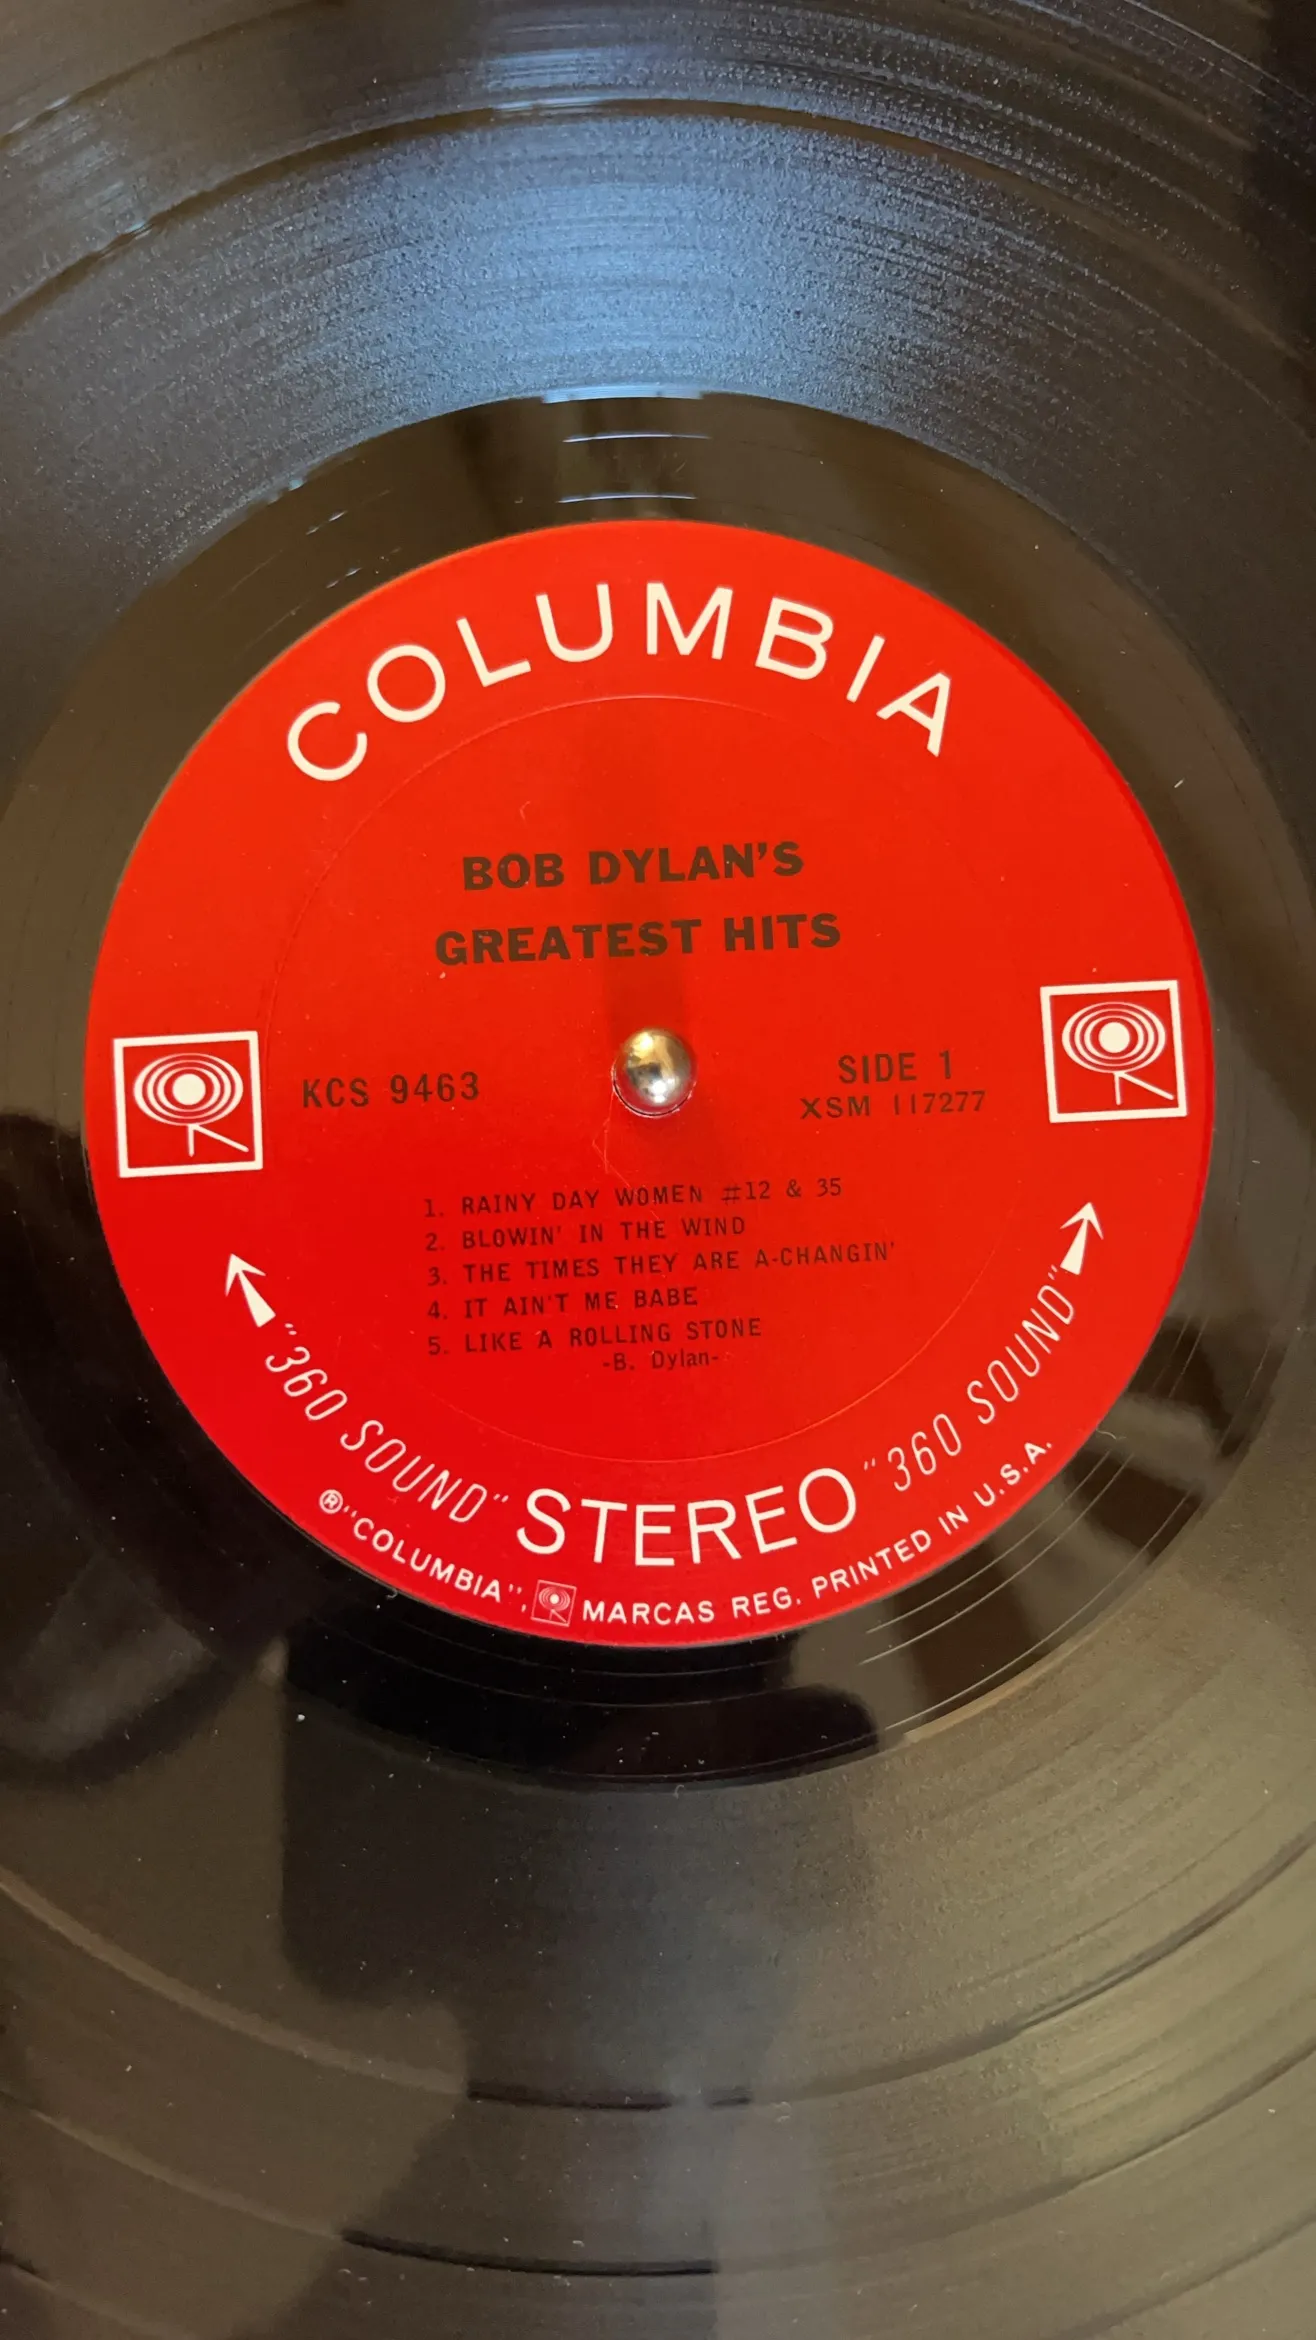 COLUMBIA
BOB DYLAN'S
GREATEST HITS
KCS 9463
SIDE 1
XSM 117277
1. RAINY DAY WOMEN #12 & 35
2. BLOWIN' IN THE WIND
3. THE TIMES THEY ARE A-CHANGIN'
4. IT AIN'T ME BABE
5. LIKE A ROLLING STONE
-B. Dylan-
"360 SOUND" STEREO "360 SOUND"
®"COLUMBIA", MARCAS REG. PRINTED IN U.S.A.